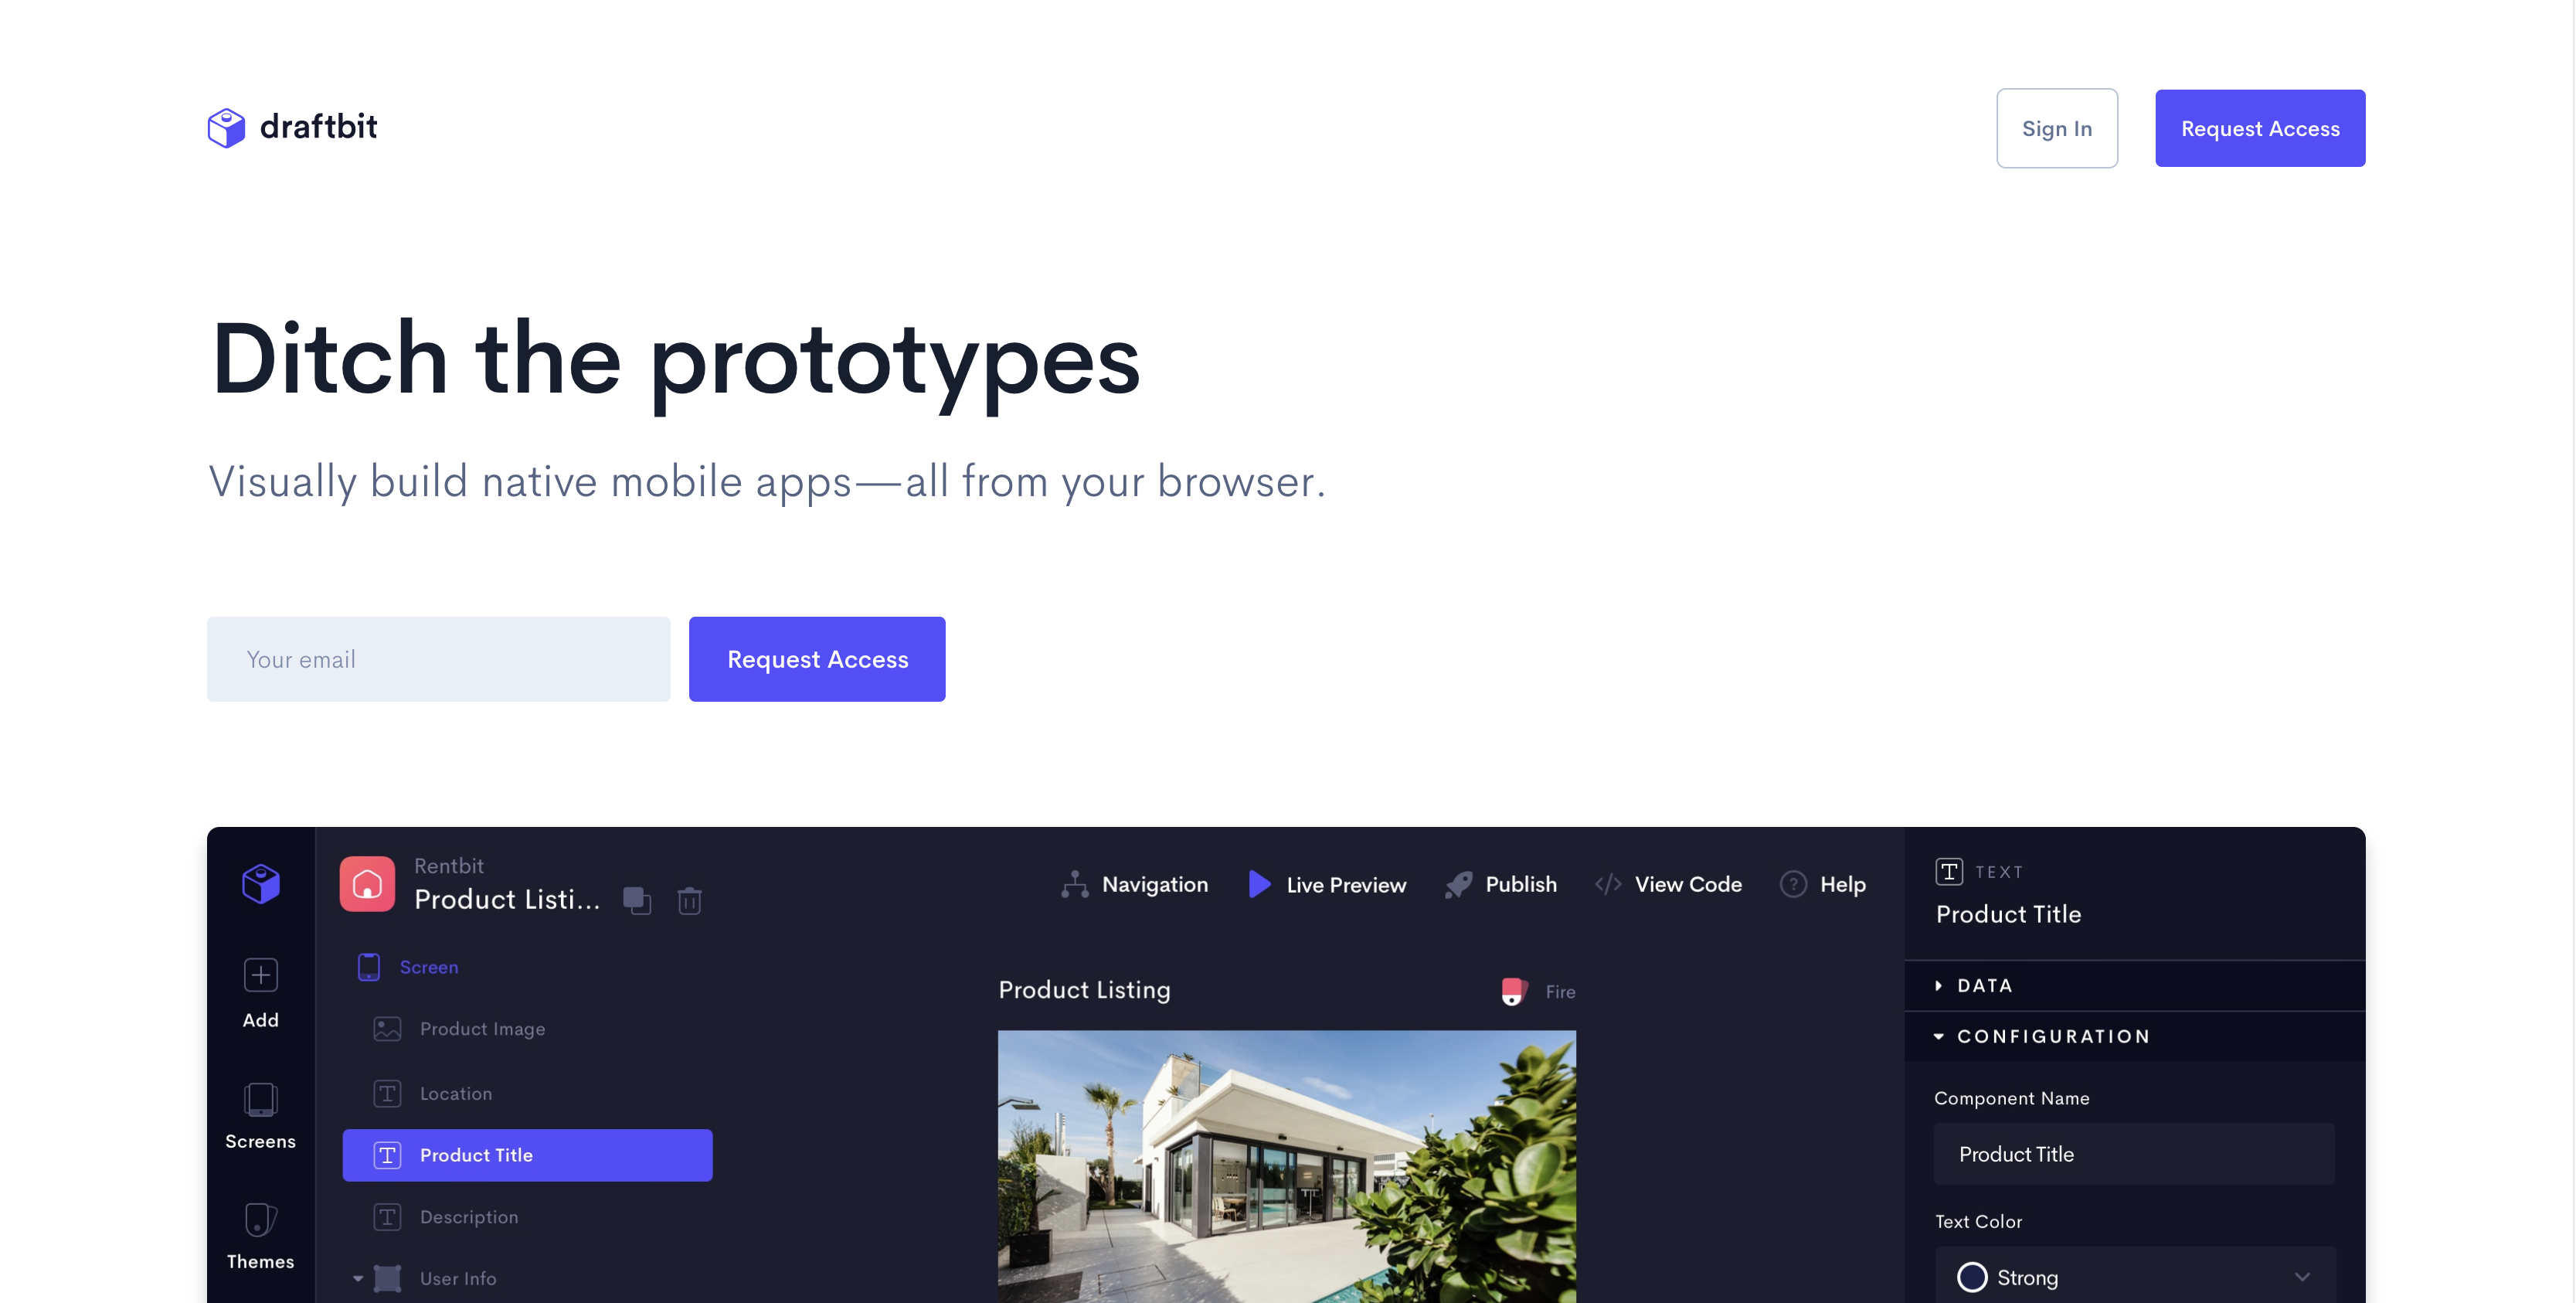 draftbit
Sign In
Request Access
Ditch the prototypes
Visually build native mobile apps—all from your browser.
Your email
Request Access
Rentbit
Product Listi...
Navigation
Live Preview
Publish
View Code
Help
TEXT
Product Title
Add
Screens
Themes
Screen
Product Image
Location
Product Title
Description
User Info
Product Listing
Fire
DATA
CONFIGURATION
Component Name
Product Title
Text Color
Strong